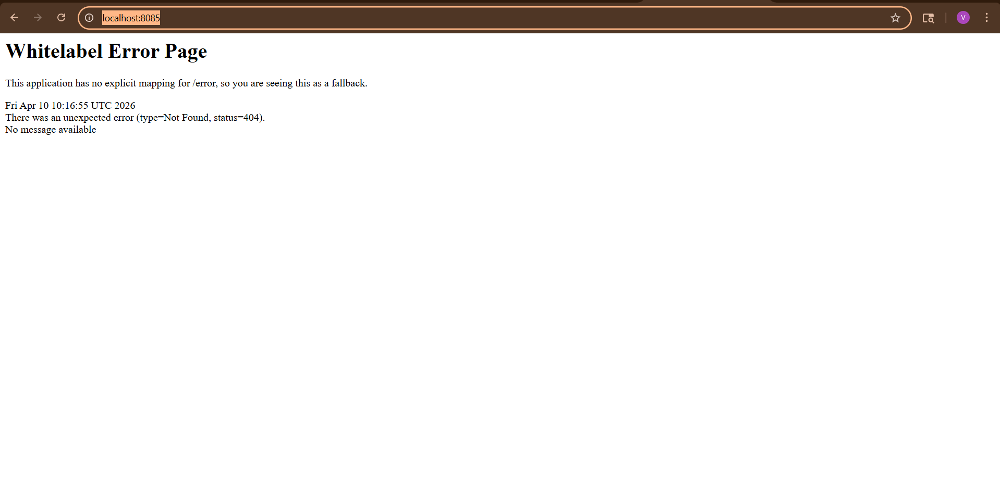 localhost:8085
V
Whitelabel Error Page
This application has no explicit mapping for /error, so you are seeing this as a fallback.
Fri Apr 10 10:16:55 UTC 2026
There was an unexpected error (type=Not Found, status=404).
No message available